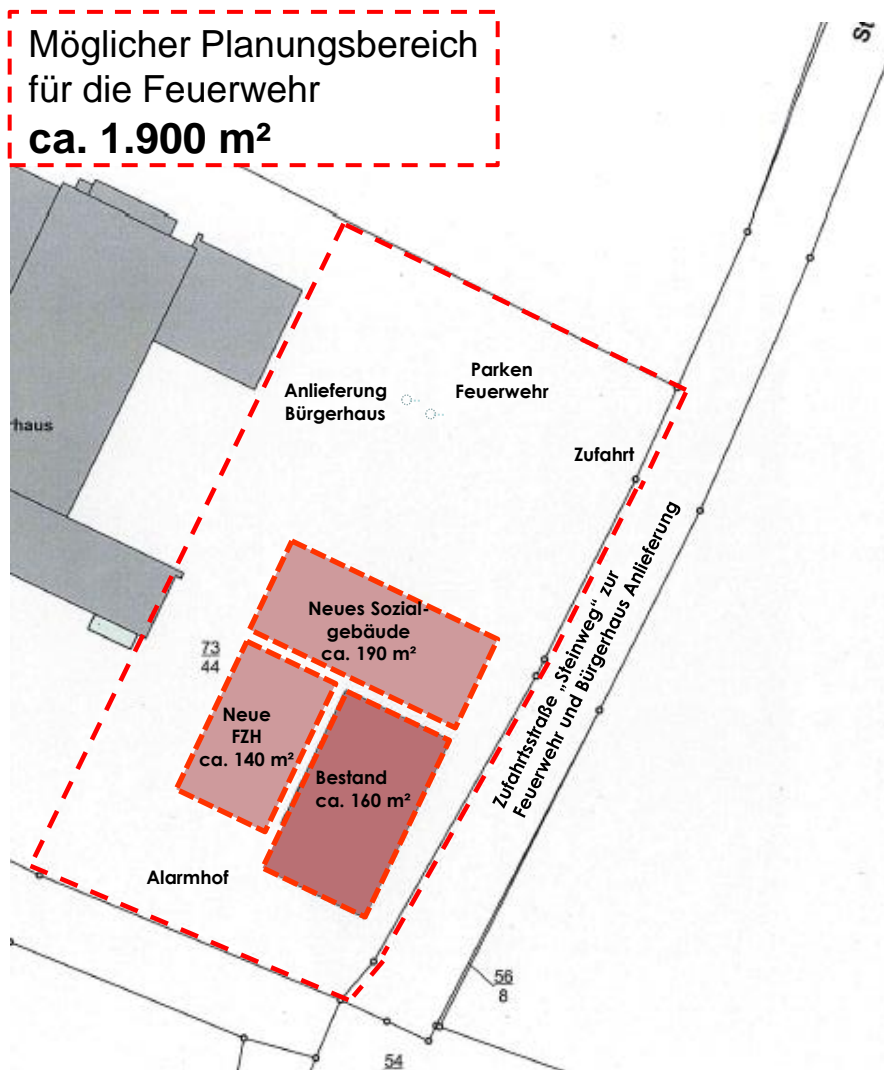 Möglicher Planungsbereich
für die Feuerwehr
ca. 1.900 m²
St
Parken
Feuerwehr
Anlieferung
Bürgerhaus
rhaus
Zufahrt
Zufahrtsstraße „Steinweg“ zur
Feuerwehr und Bürgerhaus Anlieferung
Neues Sozial-
gebäude
ca. 190 m²
73
44
Neue
FZH
ca. 140 m²
Bestand
ca. 160 m²
Alarmhof
56
8
54